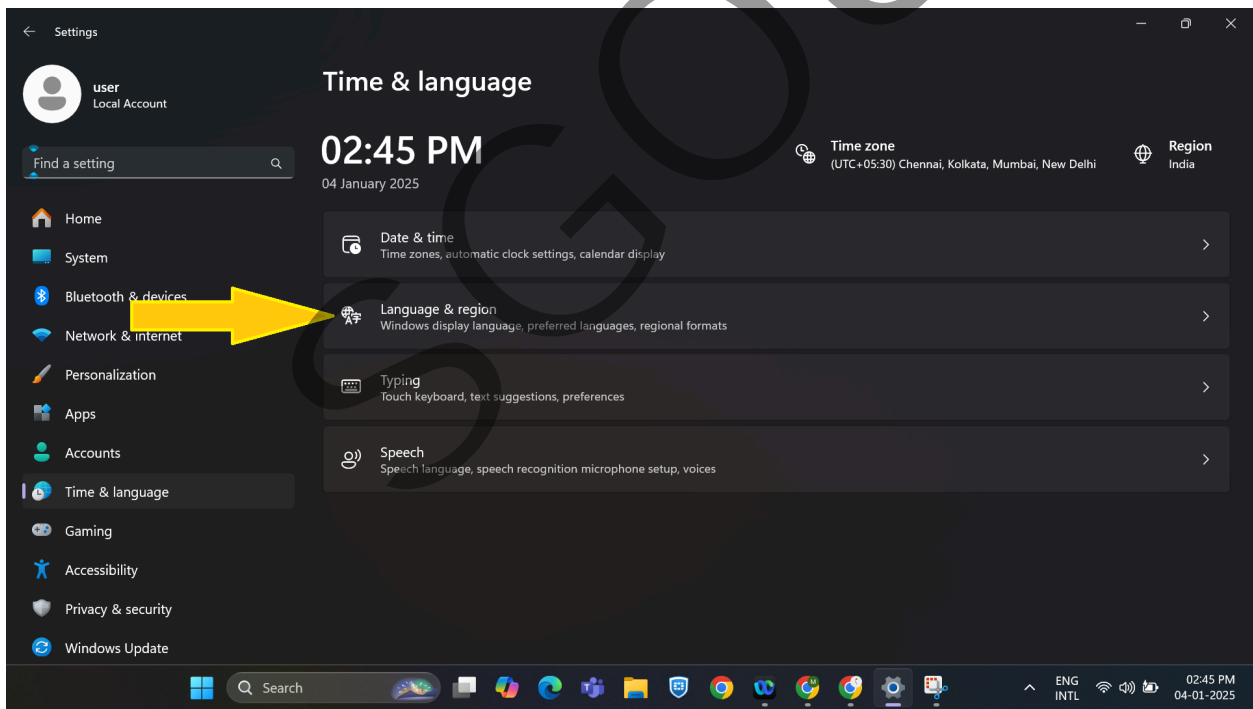 Settings
user
Local Account
Find a setting
Home
System
Bluetooth & devices
Network & internet
Personalization
Apps
Accounts
Time & language
Gaming
Accessibility
Privacy & security
Windows Update
Time & language
02:45 PM
04 January 2025
Time zone
(UTC+05:30) Chennai, Kolkata, Mumbai, New Delhi
Region
India
Date & time
Time zones, automatic clock settings, calendar display
Language & region
Windows display language, preferred languages, regional formats
Typing
Touch keyboard, text suggestions, preferences
Speech
Speech language, speech recognition microphone setup, voices
Search
ENG
INTL
02:45 PM
04-01-2025